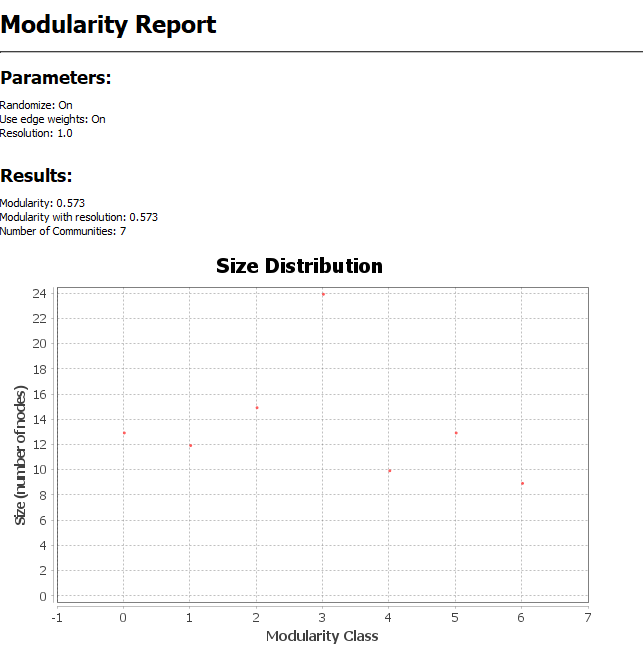 Modularity Report
Parameters:
Randomize: On
Use edge weights: On
Resolution: 1.0
Results:
Modularity: 0.573
Modularity with resolution: 0.573
Number of Communities: 7
Size Distribution
Size (number of nodes)
24
22
20
18
16
14
12
10
8
6
4
2
0
-1 0 1 2 3 4 5 6 7
Modularity Class